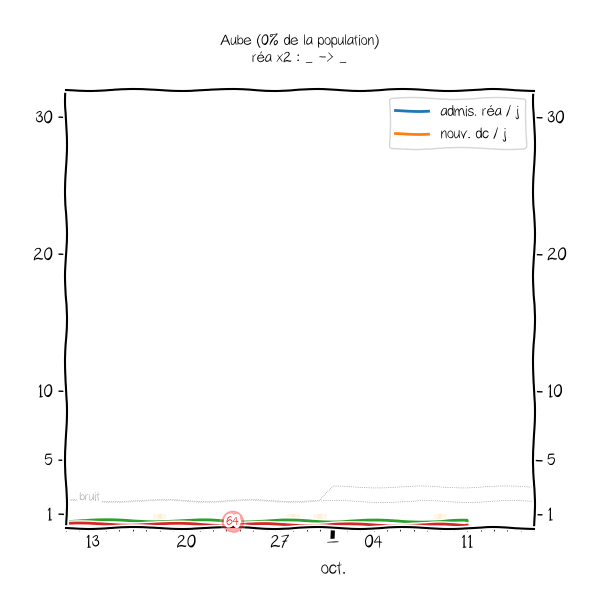 Aube (0% de la population)
réa x2 : _ -> _
admis. réa / j
nouv. dc / j
30
30
20
20
10
10
5
5
bruit
1
1
64
13
20
27
04
11
oct.